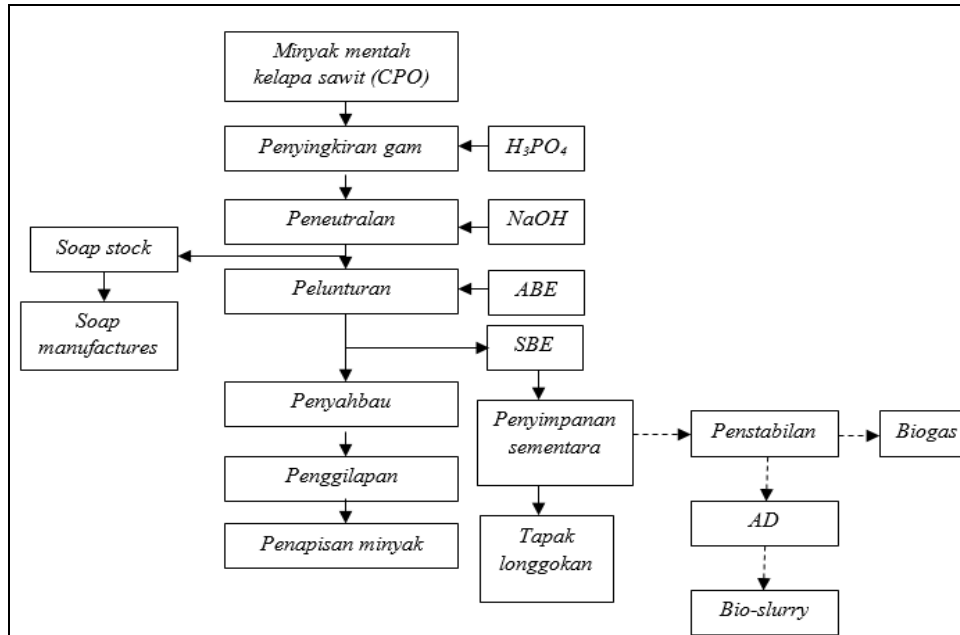 Minyak mentah
kelapa sawit (CPO)
Penyingkiran gam
H₃PO₄
Peneutralan
NaOH
Soap stock
Pelunturan
ABE
Soap
manufactures
SBE
Penyahbau
Penyimpanan
sementara
Penstabilan
Biogas
Penggilapan
AD
Penapisan minyak
Tapak
longgokan
Bio-slurry